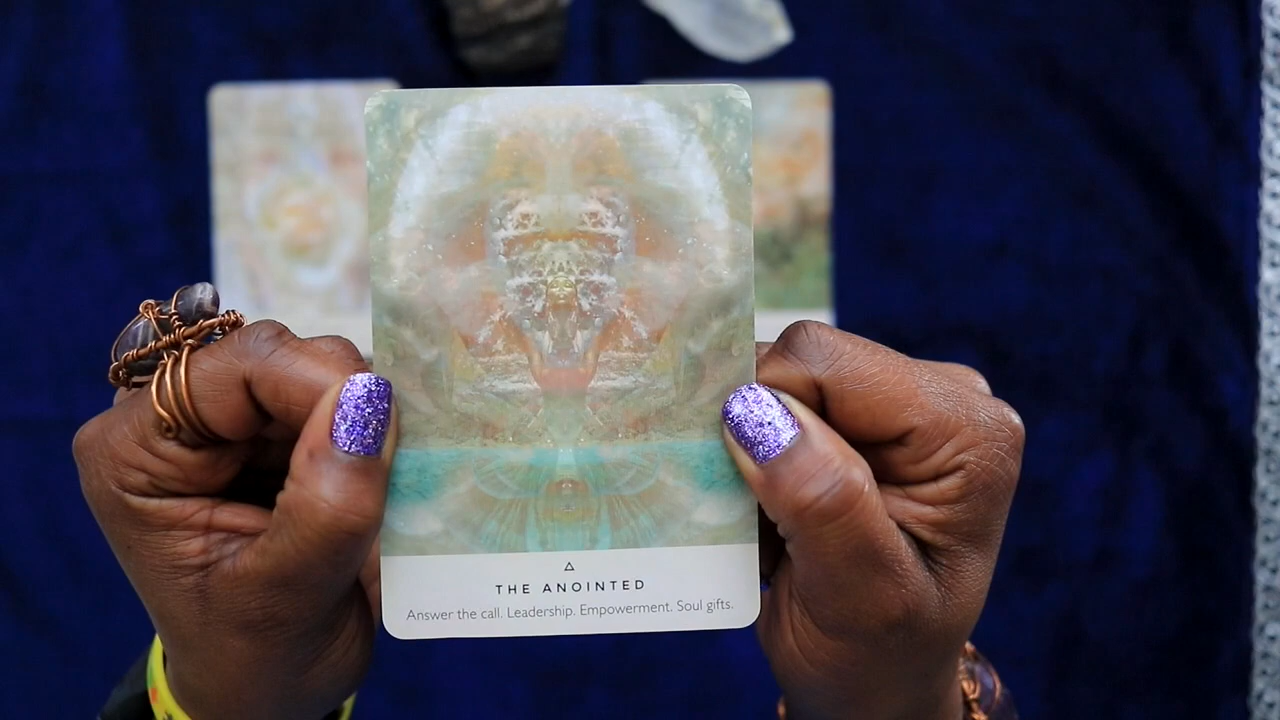 THE ANOINTED
Answer the call. Leadership. Empowerment. Soul gifts.